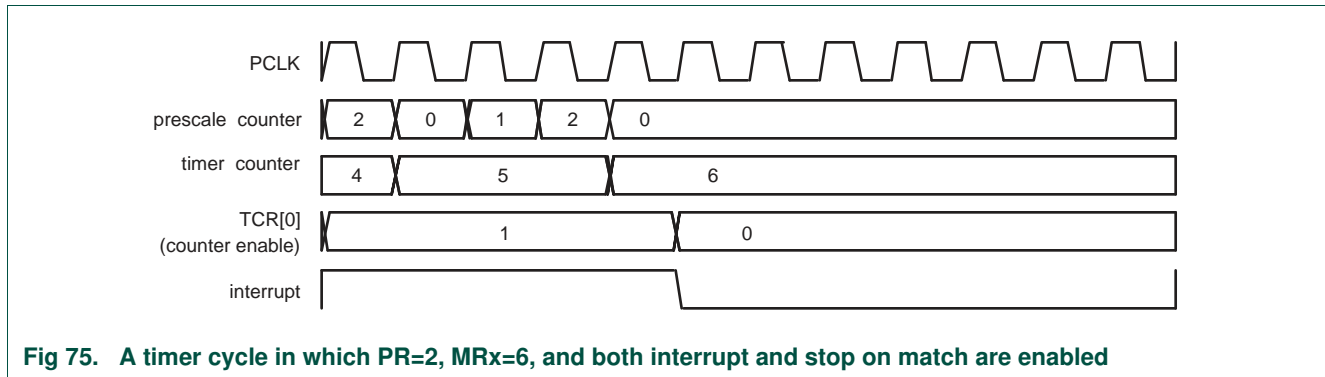 PCLK
prescale counter 2 0 1 2 0
timer counter 4 5 6
TCR[0]
(counter enable) 1 0
interrupt
Fig 75. A timer cycle in which PR=2, MRx=6, and both interrupt and stop on match are enabled